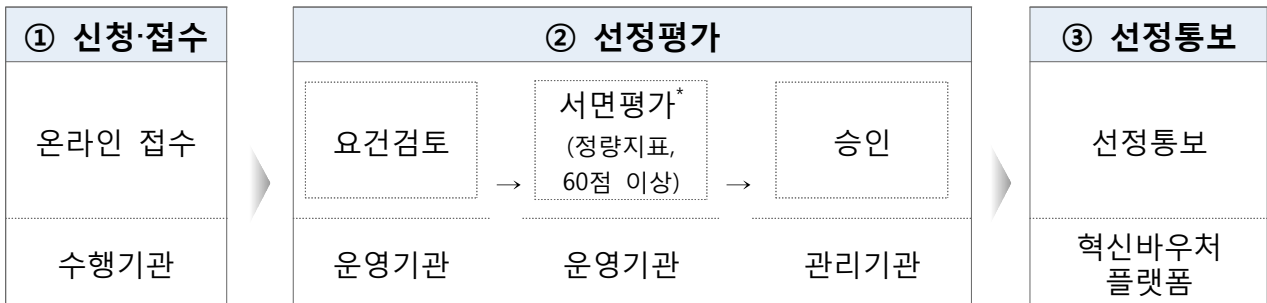 ① 신청·접수
온라인 접수
수행기관
② 선정평가
요건검토
→
서면평가*
(정량지표,
60점 이상)
→
승인
운영기관
운영기관
관리기관
③ 선정통보
선정통보
혁신바우처
플랫폼